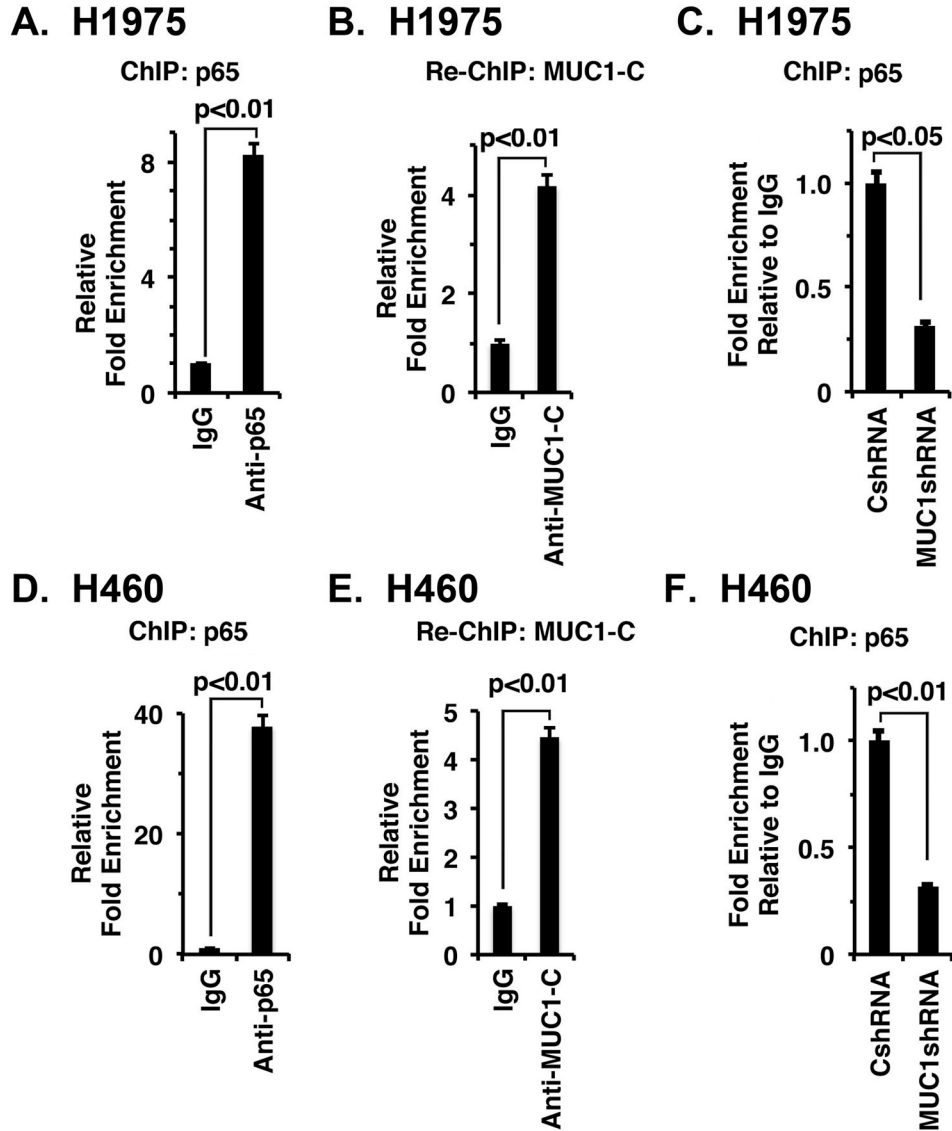 A. H1975
ChIP: p65
p<0.01
8
4
0
Relative
Fold Enrichment
IgG
Anti-p65
B. H1975
Re-ChIP: MUC1-C
p<0.01
4
2
0
Relative
Fold Enrichment
IgG
Anti-MUC1-C
C. H1975
ChIP: p65
p<0.05
1.0
0.5
0
Fold Enrichment
Relative to IgG
CshRNA
MUC1shRNA
D. H460
ChIP: p65
p<0.01
40
20
0
Relative
Fold Enrichment
IgG
Anti-p65
E. H460
Re-ChIP: MUC1-C
p<0.01
5
4
3
2
1
0
Relative
Fold Enrichment
IgG
Anti-MUC1-C
F. H460
ChIP: p65
p<0.01
1.0
0.5
0
Fold Enrichment
Relative to IgG
CshRNA
MUC1shRNA